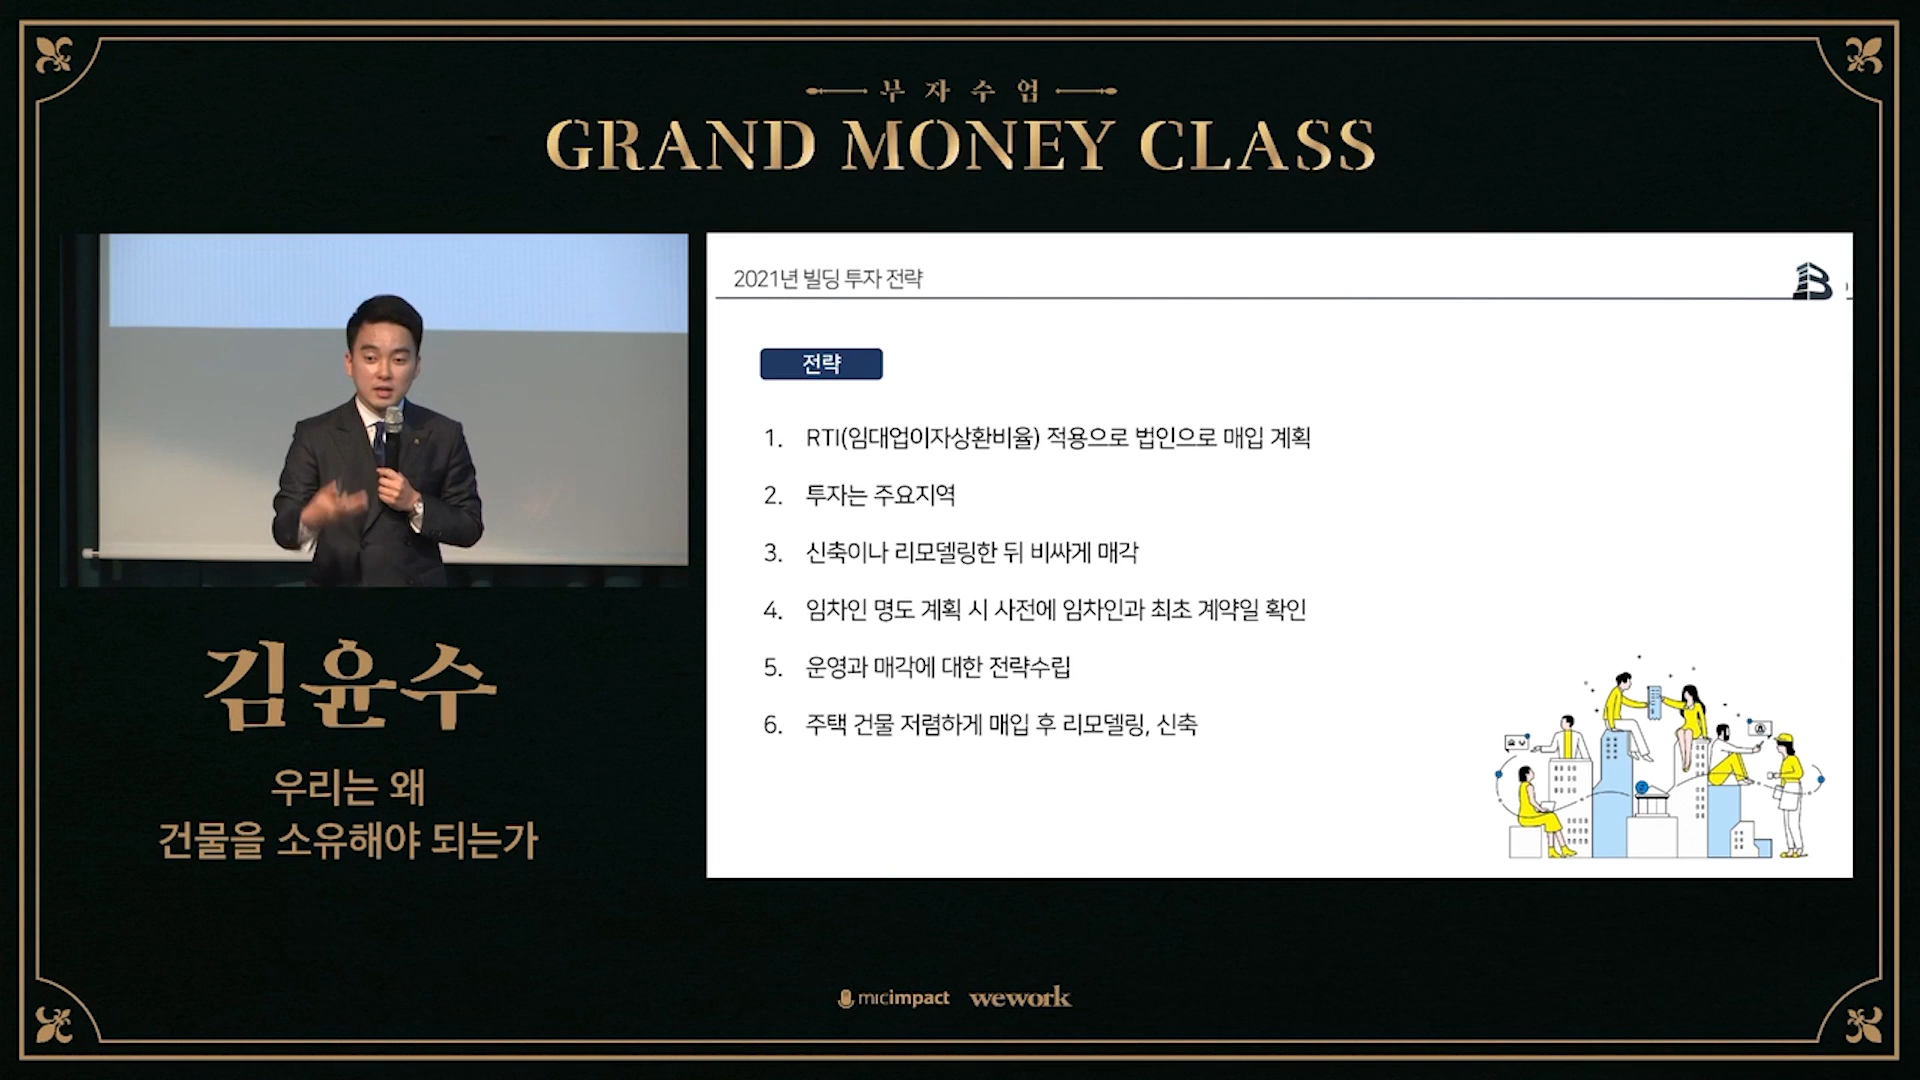 부자수업
GRAND MONEY CLASS
2021년 빌딩 투자 전략
전략
1. RTI(임대업이자상환비율) 적용으로 법인으로 매입 계획
2. 투자는 주요지역
3. 신축이나 리모델링한 뒤 비싸게 매각
4. 임차인 명도 계획 시 사전에 임차인과 최초 계약일 확인
5. 운영과 매각에 대한 전략수립
6. 주택 건물 저렴하게 매입 후 리모델링, 신축
김윤수
우리는 왜
건물을 소유해야 되는가
micimpact wework